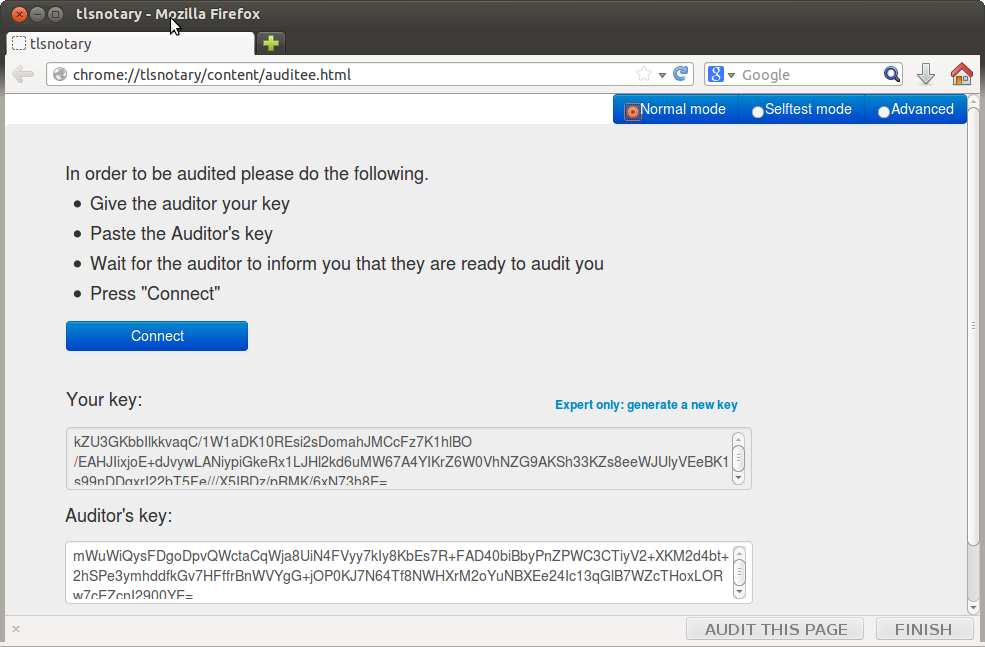 tlsnotary - Mozilla Firefox
tlsnotary
chrome://tlsnotary/content/auditee.html
Google
Normal mode
Selftest mode
Advanced
In order to be audited please do the following.
Give the auditor your key
Paste the Auditor's key
Wait for the auditor to inform you that they are ready to audit you
Press "Connect"
Connect
Your key:
Expert only: generate a new key
kZU3GKbbIlkkvaqC/1W1aDK10REsi2sDomahJMCcFz7K1hlBO
/EAHJIixjoE+dJvywLANiypiGkeRx1LJHl2kd6uMW67A4YIKrZ6W0VhNZG9AKSh33KZs8eeWJUlyVEeBK1
Auditor's key:
mWuWiQysFDgoDpvQWctaCqWja8UiN4FVyy7kIy8KbEs7R+FAD40biBbyPnZPWC3CTiyV2+XKM2d4bt+
2hSPe3ymhddfkGv7HFffrBnWVYgG+jOP0KJ7N64Tf8NWHXrM2oYuNBXEe24Ic13qGlB7WZcTHoxLOR
AUDIT THIS PAGE
FINISH